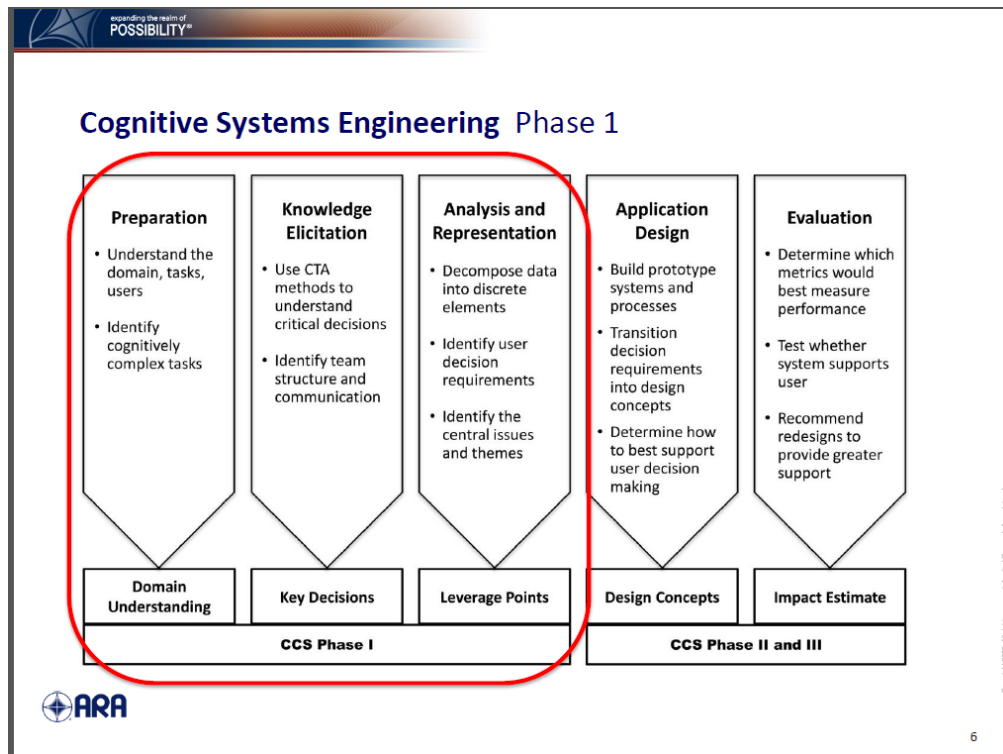 expanding the realm of
POSSIBILITY℠
Cognitive Systems Engineering Phase 1
Preparation
• Understand the
domain, tasks,
users
• Identify
cognitively
complex tasks
Knowledge
Elicitation
• Use CTA
methods to
understand
critical decisions
• Identify team
structure and
communication
Analysis and
Representation
• Decompose data
into discrete
elements
• Identify user
decision
requirements
• Identify the
central issues
and themes
Application
Design
• Build prototype
systems and
processes
• Transition
decision
requirements
into design
concepts
• Determine how
to best support
user decision
making
Evaluation
• Determine which
metrics would
best measure
performance
• Test whether
system supports
user
• Recommend
redesigns to
provide greater
support
Domain
Understanding
Key Decisions
Leverage Points
Design Concepts
Impact Estimate
CCS Phase I
CCS Phase II and III
ARA
6